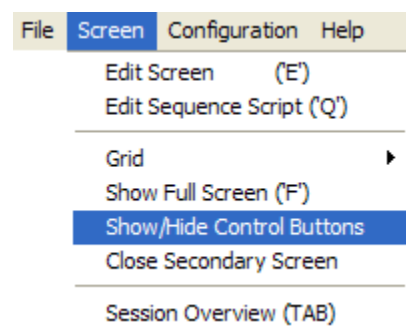 File Screen Configuration Help
Edit Screen ('E')
Edit Sequence Script ('Q')
Grid
Show Full Screen ('F')
Show/Hide Control Buttons
Close Secondary Screen
Session Overview (TAB)